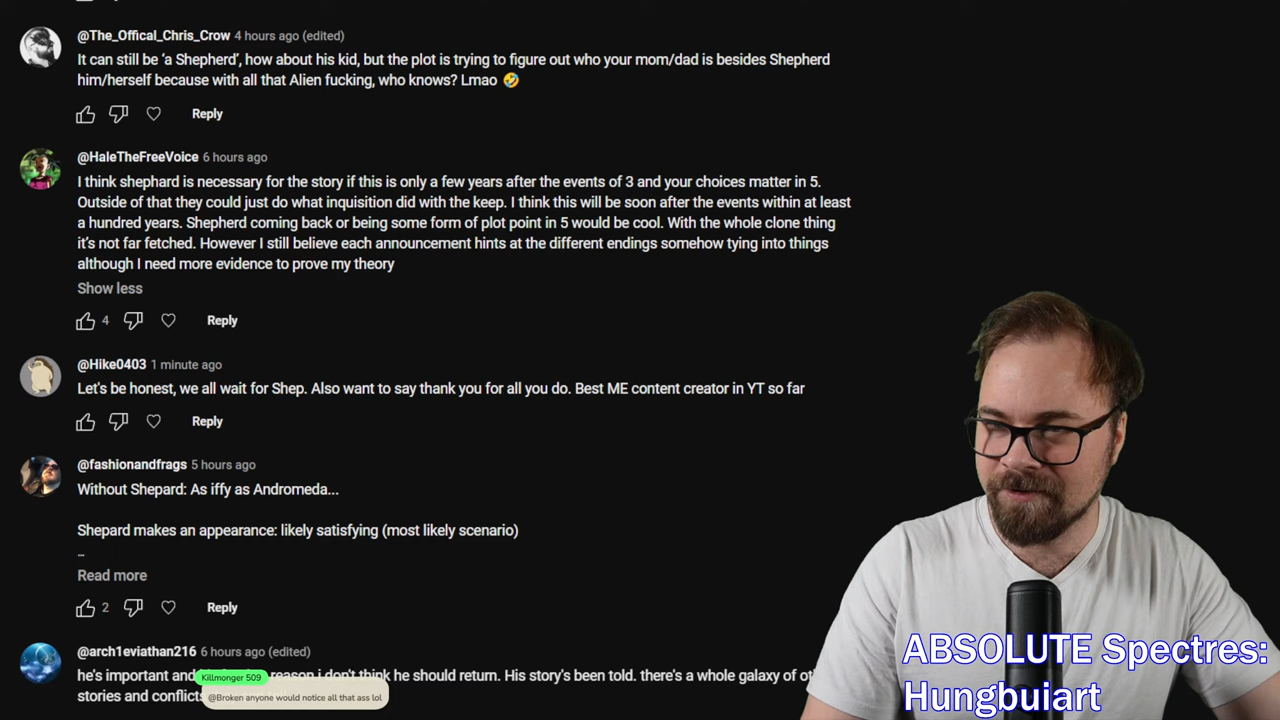 @The_Offical_Chris_Crow 4 hours ago (edited)
It can still be ‘a Shepherd’, how about his kid, but the plot is trying to figure out who your mom/dad is besides Shepherd
him/herself because with all that Alien fucking, who knows? Lmao 🤣
Reply
@HaleTheFreeVoice 6 hours ago
I think shephard is necessary for the story if this is only a few years after the events of 3 and your choices matter in 5.
Outside of that they could just do what inquisition did with the keep. I think this will be soon after the events within at least
a hundred years. Shepherd coming back or being some form of plot point in 5 would be cool. With the whole clone thing
it’s not far fetched. However I still believe each announcement hints at the different endings somehow tying into things
although I need more evidence to prove my theory
Show less
4 Reply
@Hike0403 1 minute ago
Let's be honest, we all wait for Shep. Also want to say thank you for all you do. Best ME content creator in YT so far
Reply
@fashionandfrags 5 hours ago
Without Shepard: As iffy as Andromeda...
Shepard makes an appearance: likely satisfying (most likely scenario)
...
Read more
2 Reply
@arch1eviathan216 6 hours ago (edited)
he's important and reason i don't think he should return. His story's been told. there's a whole galaxy of
stories and conflicts
Killmonger 509
@Broken anyone would notice all that ass lol
ABSOLUTE Spectres:
Hungbuiart